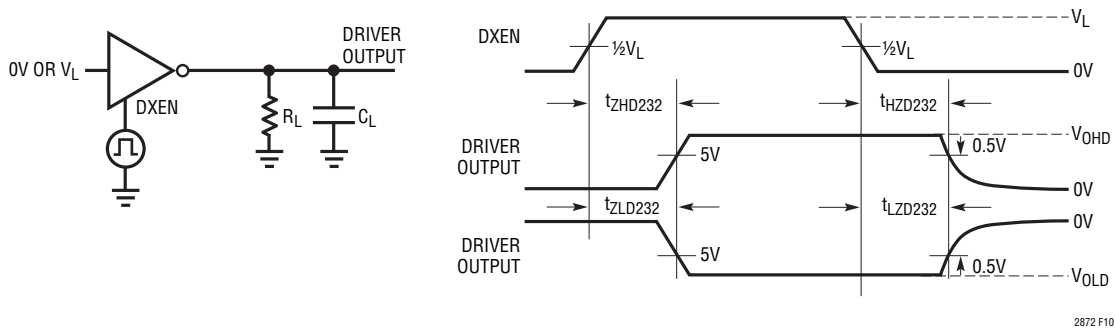 DRIVER
OUTPUT
0V OR VL
DXEN
RL
CL
DXEN
½VL
½VL
VL
0V
tZHD232
tHZD232
DRIVER
OUTPUT
5V
VOHD
0.5V
0V
tZLD232
tLZD232
0V
DRIVER
OUTPUT
5V
0.5V
VOLD
2872 F10